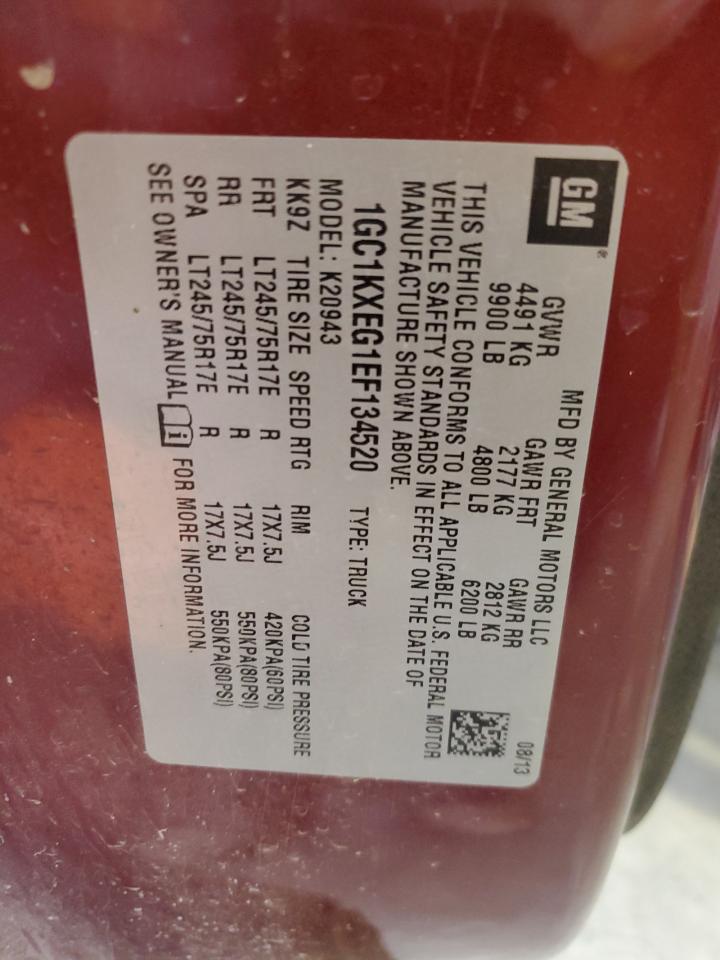 GM®
MFD BY GENERAL MOTORS LLC 08/13
GVWR GAWR FRT GAWR RR
4491 KG 2177 KG 2812 KG
9900 LB 4800 LB 6200 LB
THIS VEHICLE CONFORMS TO ALL APPLICABLE U.S. FEDERAL MOTOR
VEHICLE SAFETY STANDARDS IN EFFECT ON THE DATE OF
MANUFACTURE SHOWN ABOVE.
1GC1KXEG1EF134520 TYPE: TRUCK
MODEL: K20943
KK9Z TIRE SIZE SPEED RTG RIM COLD TIRE PRESSURE
FRT LT245/75R17E R 17X7.5J 420KPA(60PSI)
RR LT245/75R17E R 17X7.5J 550KPA(80PSI)
SPA LT245/75R17E R 17X7.5J 550KPA(80PSI)
SEE OWNER'S MANUAL i FOR MORE INFORMATION.